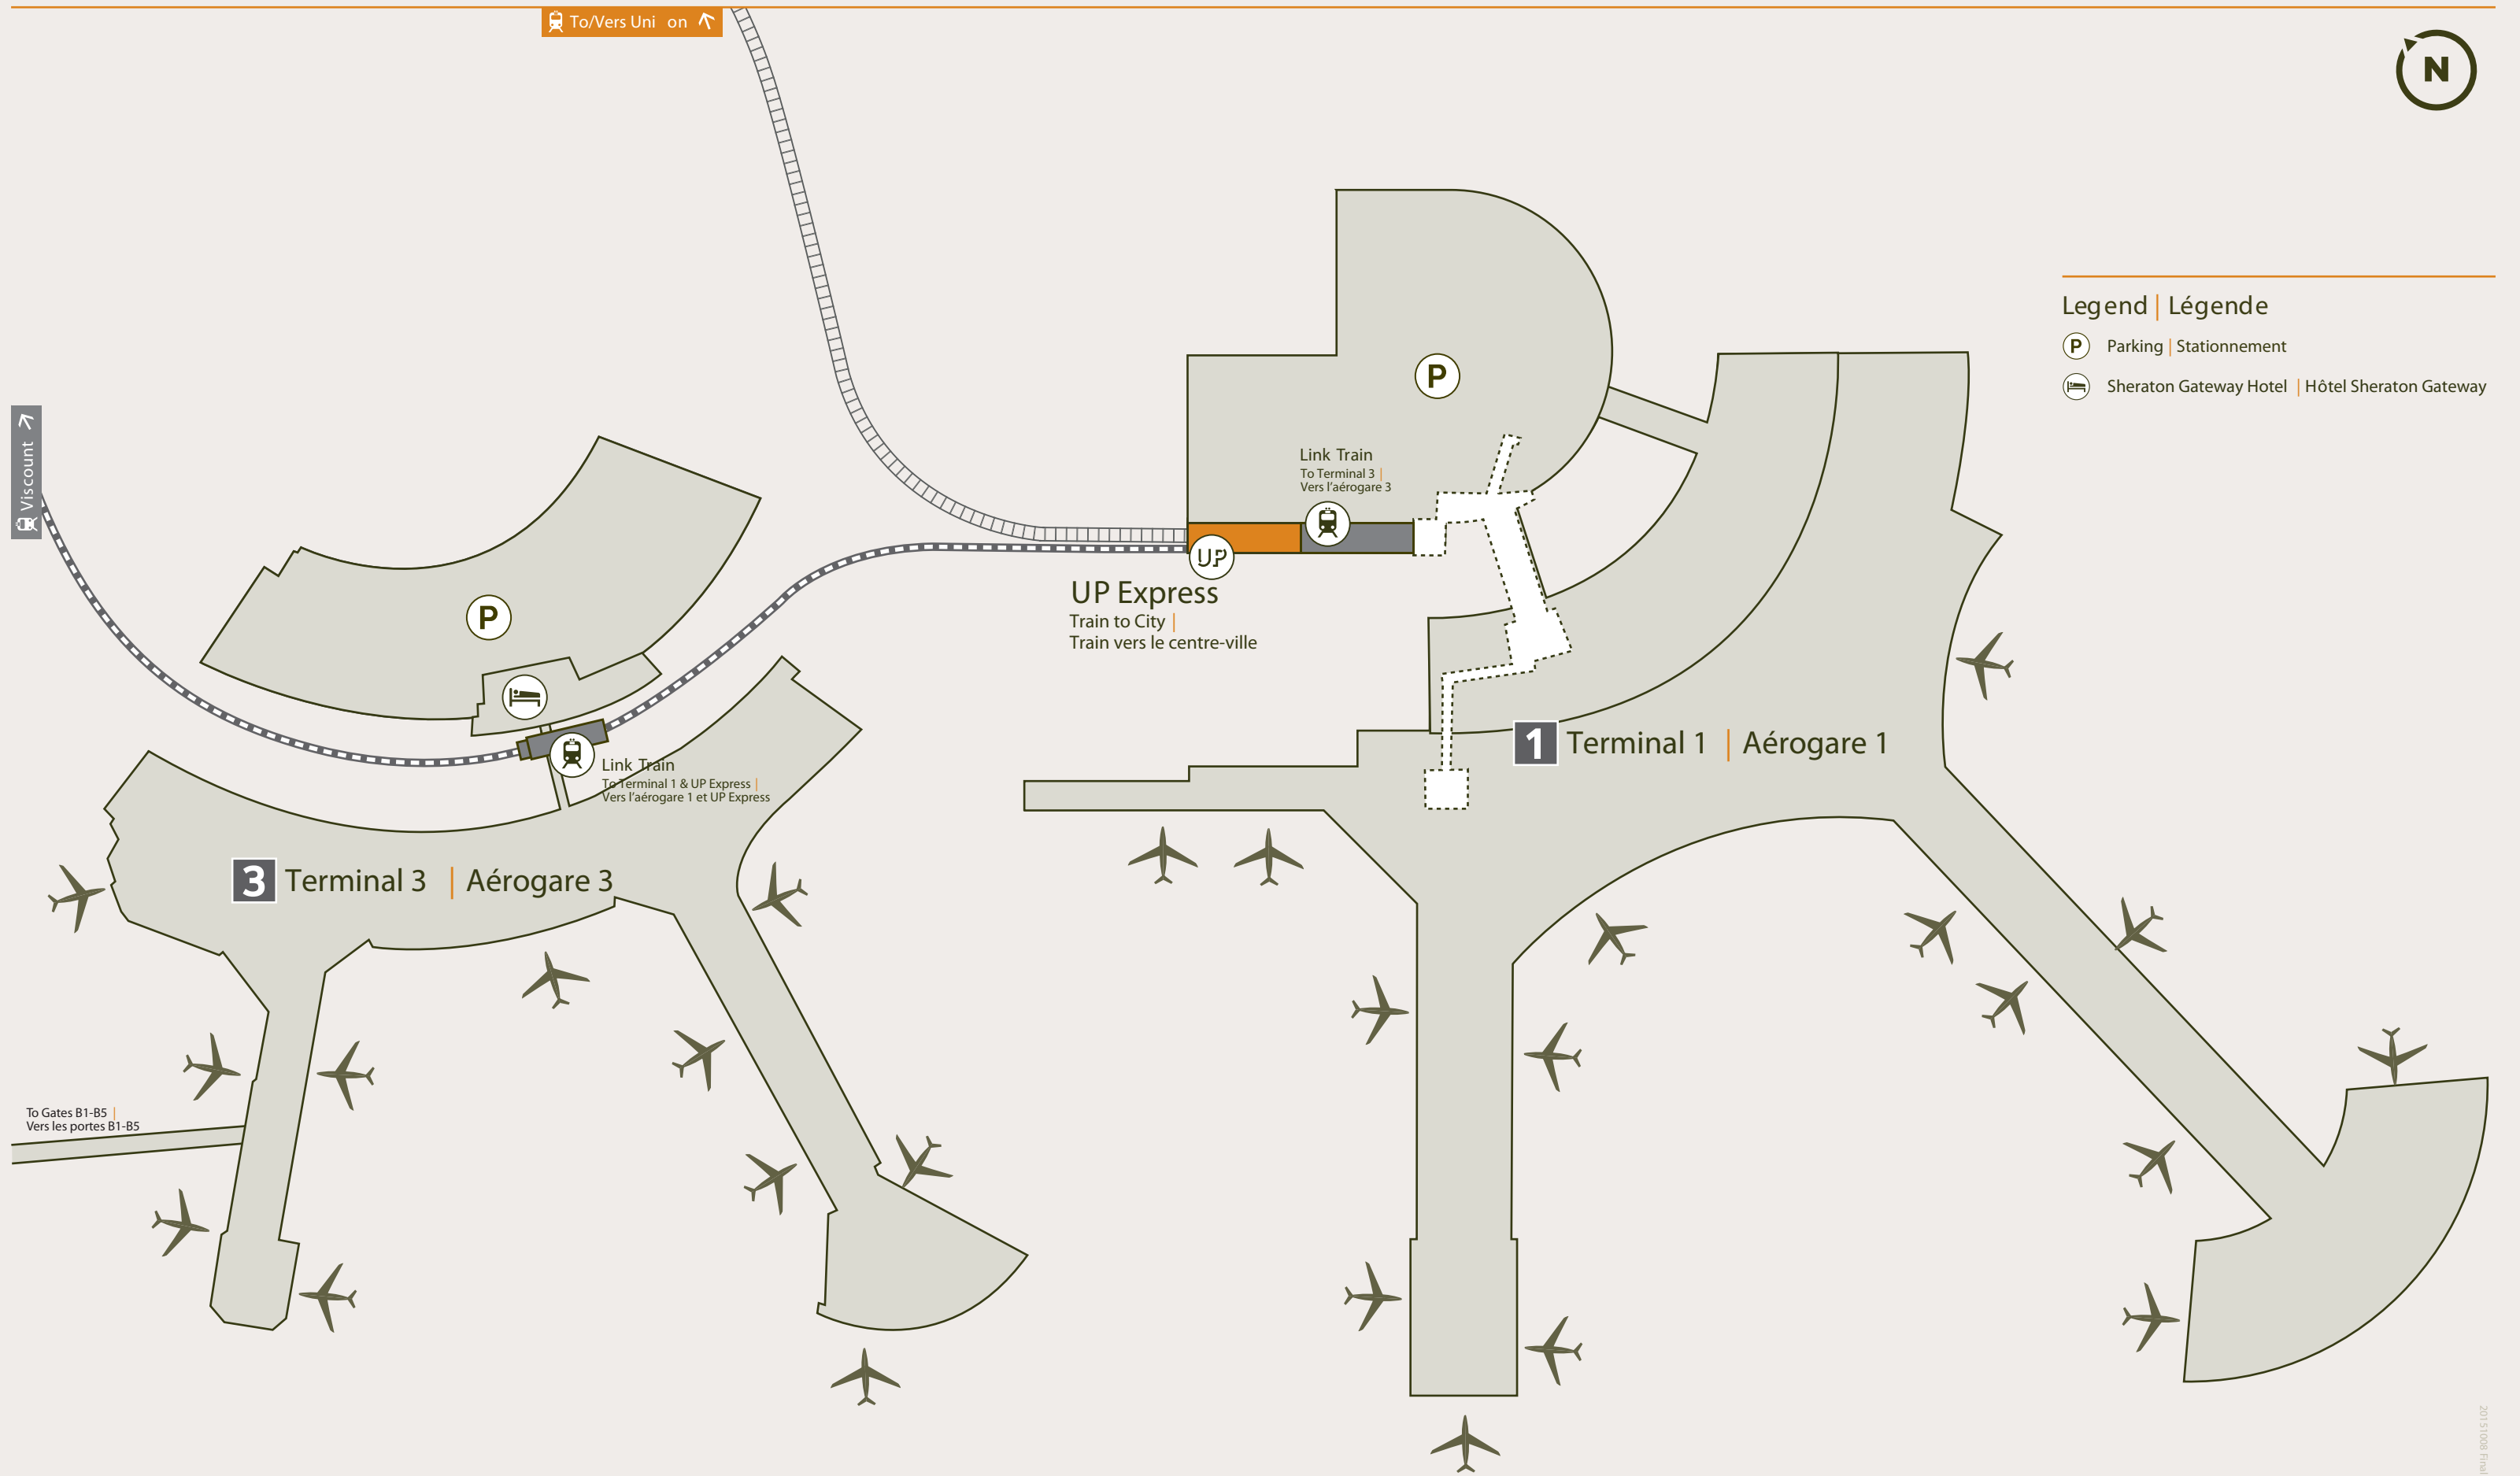 To/Vers Uni on
N
Legend | Légende
P Parking | Stationnement
Sheraton Gateway Hotel | Hôtel Sheraton Gateway
Viscount
P
Link Train
To Terminal 3 |
Vers l'aérogare 3
UP
UP Express
Train to City |
Train vers le centre-ville
P
Link Train
To Terminal 1 & UP Express |
Vers l'aérogare 1 et UP Express
1 Terminal 1 | Aérogare 1
3 Terminal 3 | Aérogare 3
To Gates B1-B5 |
Vers les portes B1-B5
20151008 Final